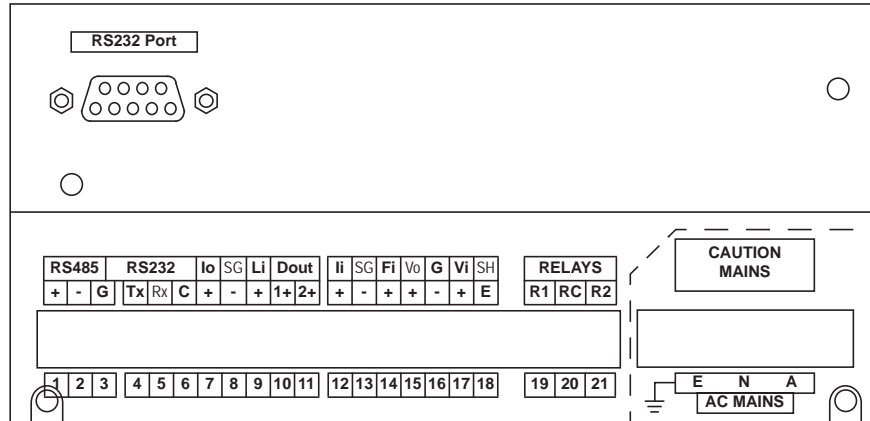 RS232 Port
CAUTION
MAINS
RS485 RS232 Io SG Li Dout Ii SG Fi Vo G Vi SH RELAYS
+ - G Tx Rx C + - + 1+ 2+ + - + + - + E R1 RC R2
1 2 3 4 5 6 7 8 9 10 11 12 13 14 15 16 17 18 19 20 21
E N A
AC MAINS